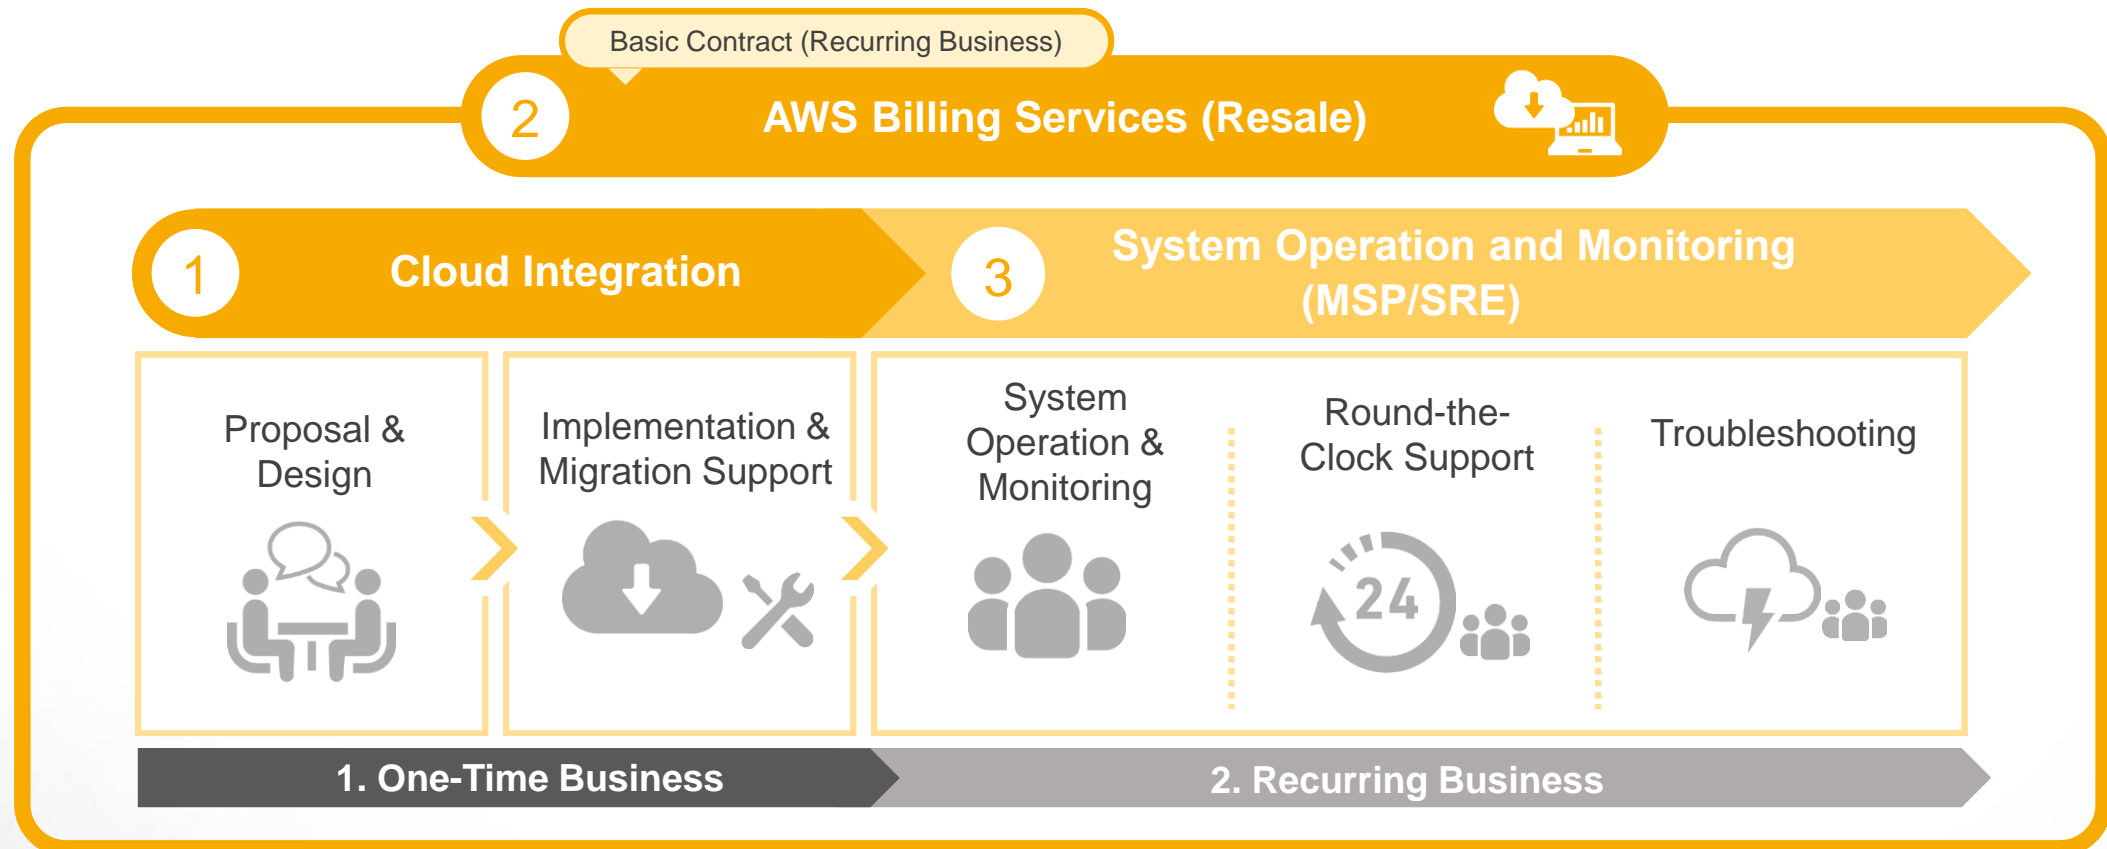 Basic Contract (Recurring Business)
2
AWS Billing Services (Resale)
1
Cloud Integration
3
System Operation and Monitoring
(MSP/SRE)
Proposal &
Design
Implementation &
Migration Support
System
Operation &
Monitoring
Round-the-
Clock Support
24
Troubleshooting
1. One-Time Business
2. Recurring Business